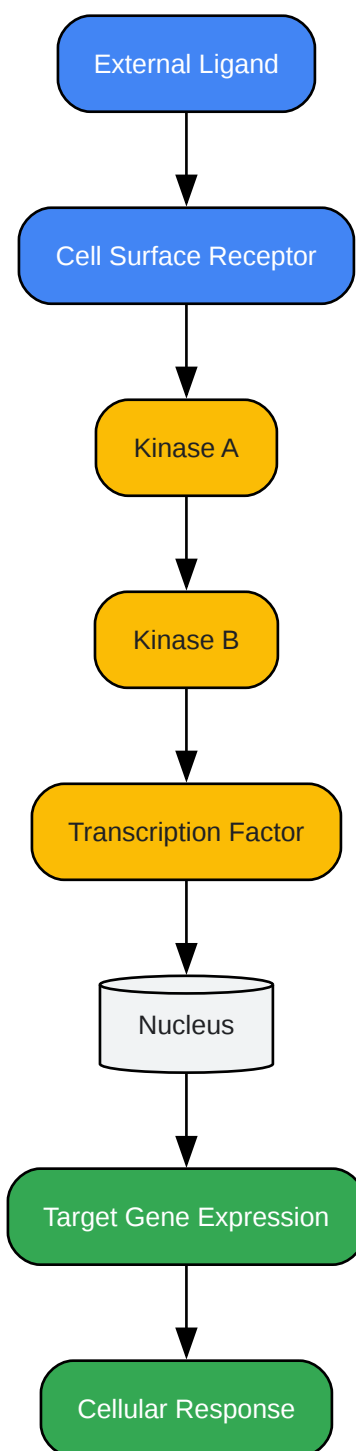 External Ligand
Cell Surface Receptor
Kinase A
Kinase B
Transcription Factor
Nucleus
Target Gene Expression
Cellular Response